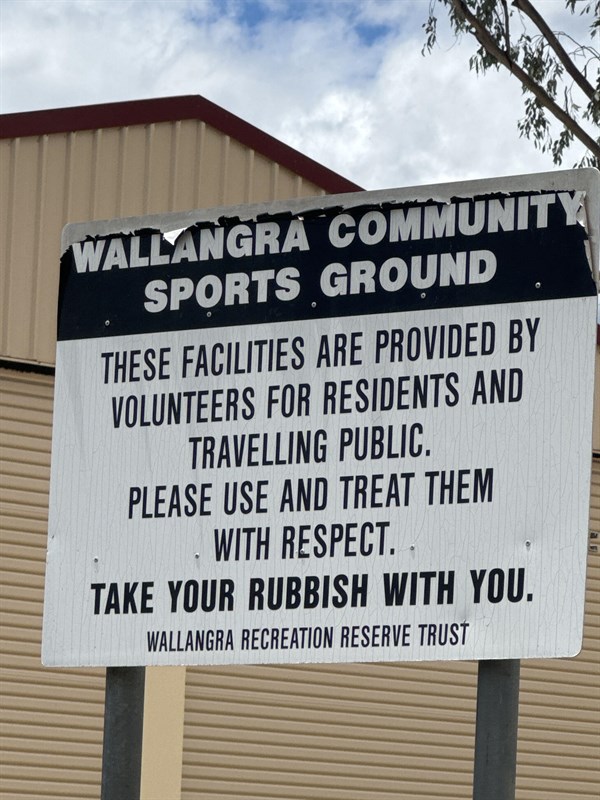 WALLANGRA COMMUNITY
SPORTS GROUND
THESE FACILITIES ARE PROVIDED BY
VOLUNTEERS FOR RESIDENTS AND
TRAVELLING PUBLIC.
PLEASE USE AND TREAT THEM
WITH RESPECT.
TAKE YOUR RUBBISH WITH YOU.
WALLANGRA RECREATION RESERVE TRUST